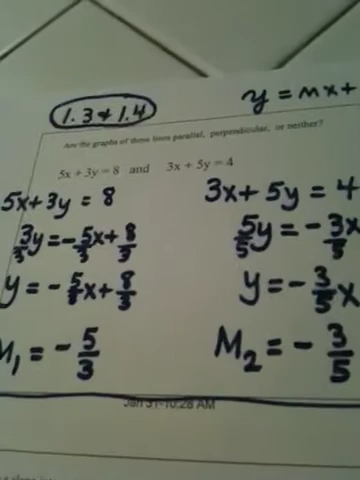 1.3 & 1.4
y = mx+
Are the graphs of these lines parallel, perpendicular, or neither?
5x + 3y = 8 and 3x + 5y = 4
5x+3y = 8
3x+ 5y = 4
3y/3 = -5x/3 + 8/3
5y/5 = -3x/5
y = -5/3x + 8/3
y = -3/5x
M1 = -5/3
M2 = -3/5
Jan 31-10:28 AM